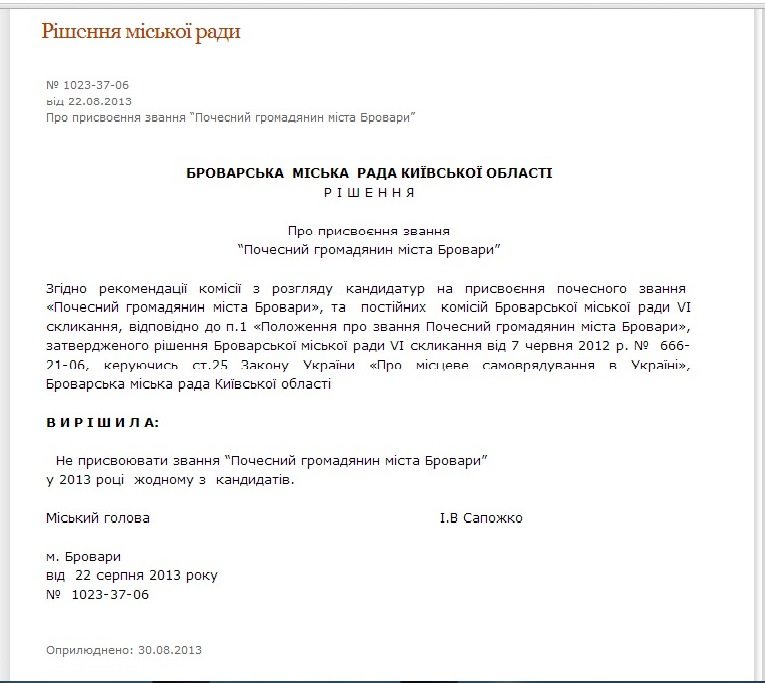 Рішення міської ради
№ 1023-37-06
від 22.08.2013
Про присвоєння звання “Почесний громадянин міста Бровари”
БРОВАРСЬКА МІСЬКА РАДА КИЇВСЬКОЇ ОБЛАСТІ
Р І Ш Е Н Н Я
Про присвоєння звання
“Почесний громадянин міста Бровари”
Згідно рекомендації комісії з розгляду кандидатур на присвоєння почесного звання
«Почесний громадянин міста Бровари», та постійних комісій Броварської міської ради VI
скликання, відповідно до п.1 «Положення про звання Почесний громадянин міста Бровари»,
затвердженого рішення Броварської міської ради VI скликання від 7 червня 2012 р. № 666-
21-06, керуючись ст.25 Закону України «Про місцеве самоврядування в Україні»,
Броварська міська рада Київської області
В И Р І Ш И Л А:
Не присвоювати звання “Почесний громадянин міста Бровари”
у 2013 році жодному з кандидатів.
Міський голова І.В Сапожко
м. Бровари
від 22 серпня 2013 року
№ 1023-37-06
Оприлюднено: 30.08.2013